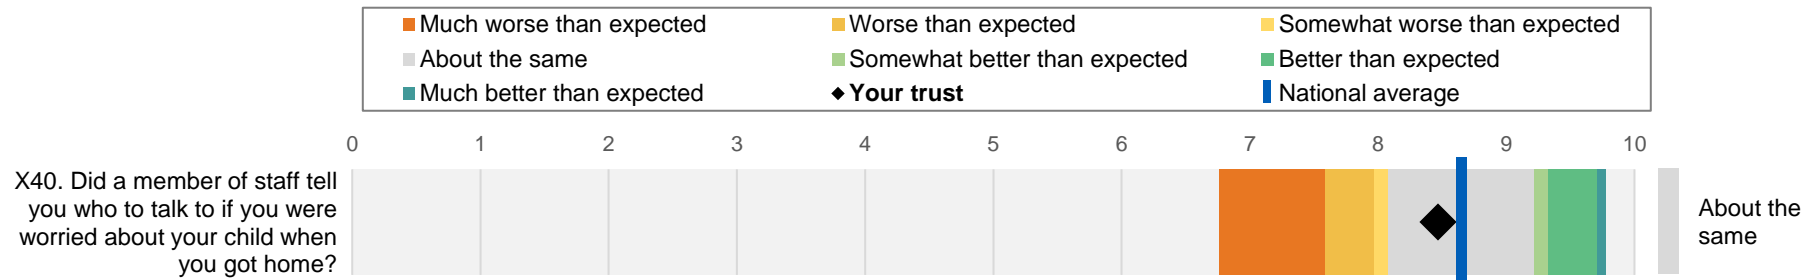 Much worse than expected Worse than expected Somewhat worse than expected
About the same Somewhat better than expected Better than expected
Much better than expected Your trust National average
0 1 2 3 4 5 6 7 8 9 10
X40. Did a member of staff tell
you who to talk to if you were
worried about your child when
you got home?
About the
same